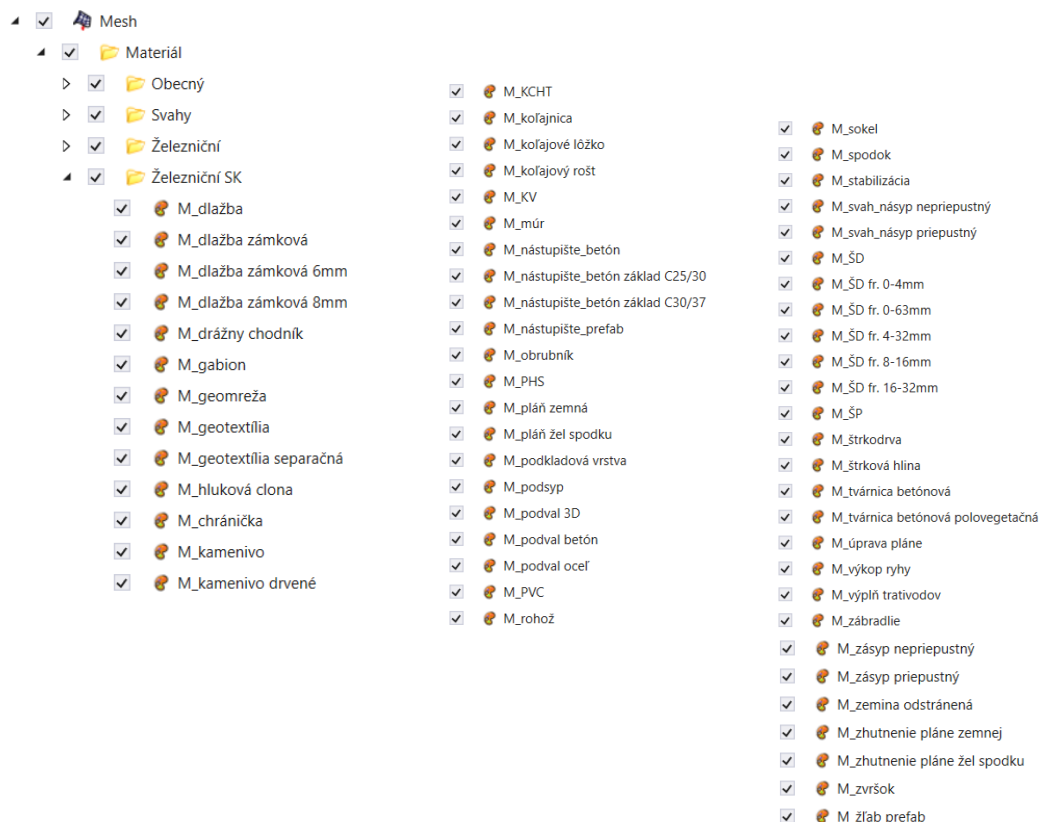 Mesh
Materiál
Obecný
Svahy
Železniční
Železniční SK
M_dlažba
M_dlažba zámková
M_dlažba zámková 6mm
M_dlažba zámková 8mm
M_drážny chodník
M_gabion
M_geomreža
M_geotextília
M_geotextília separačná
M_hluková clona
M_chránička
M_kamenivo
M_kamenivo drvené
M_KCHT
M_koľajnica
M_koľajové lôžko
M_koľajový rošt
M_KV
M_múr
M_nástupište_betón
M_nástupište_betón základ C25/30
M_nástupište_betón základ C30/37
M_nástupište_prefab
M_obrubník
M_PHS
M_pláň zemná
M_pláň žel spodku
M_podkladová vrstva
M_podsyp
M_podval 3D
M_podval betón
M_podval oceľ
M_PVC
M_rohož
M_sokel
M_spodok
M_stabilizácia
M_svah_násyp nepriepustný
M_svah_násyp priepustný
M_ŠD
M_ŠD fr. 0-4mm
M_ŠD fr. 0-63mm
M_ŠD fr. 4-32mm
M_ŠD fr. 8-16mm
M_ŠD fr. 16-32mm
M_ŠP
M_štrkodrva
M_štrková hlina
M_tvárnica betónová
M_tvárnica betónová polovegetačná
M_úprava pláne
M_výkop ryhy
M_výplň trativodov
M_zábradlie
M_zásyp nepriepustný
M_zásyp priepustný
M_zemina odstránená
M_zhutnenie pláne zemnej
M_zhutnenie pláne žel spodku
M_zvršok
M_žľab prefab